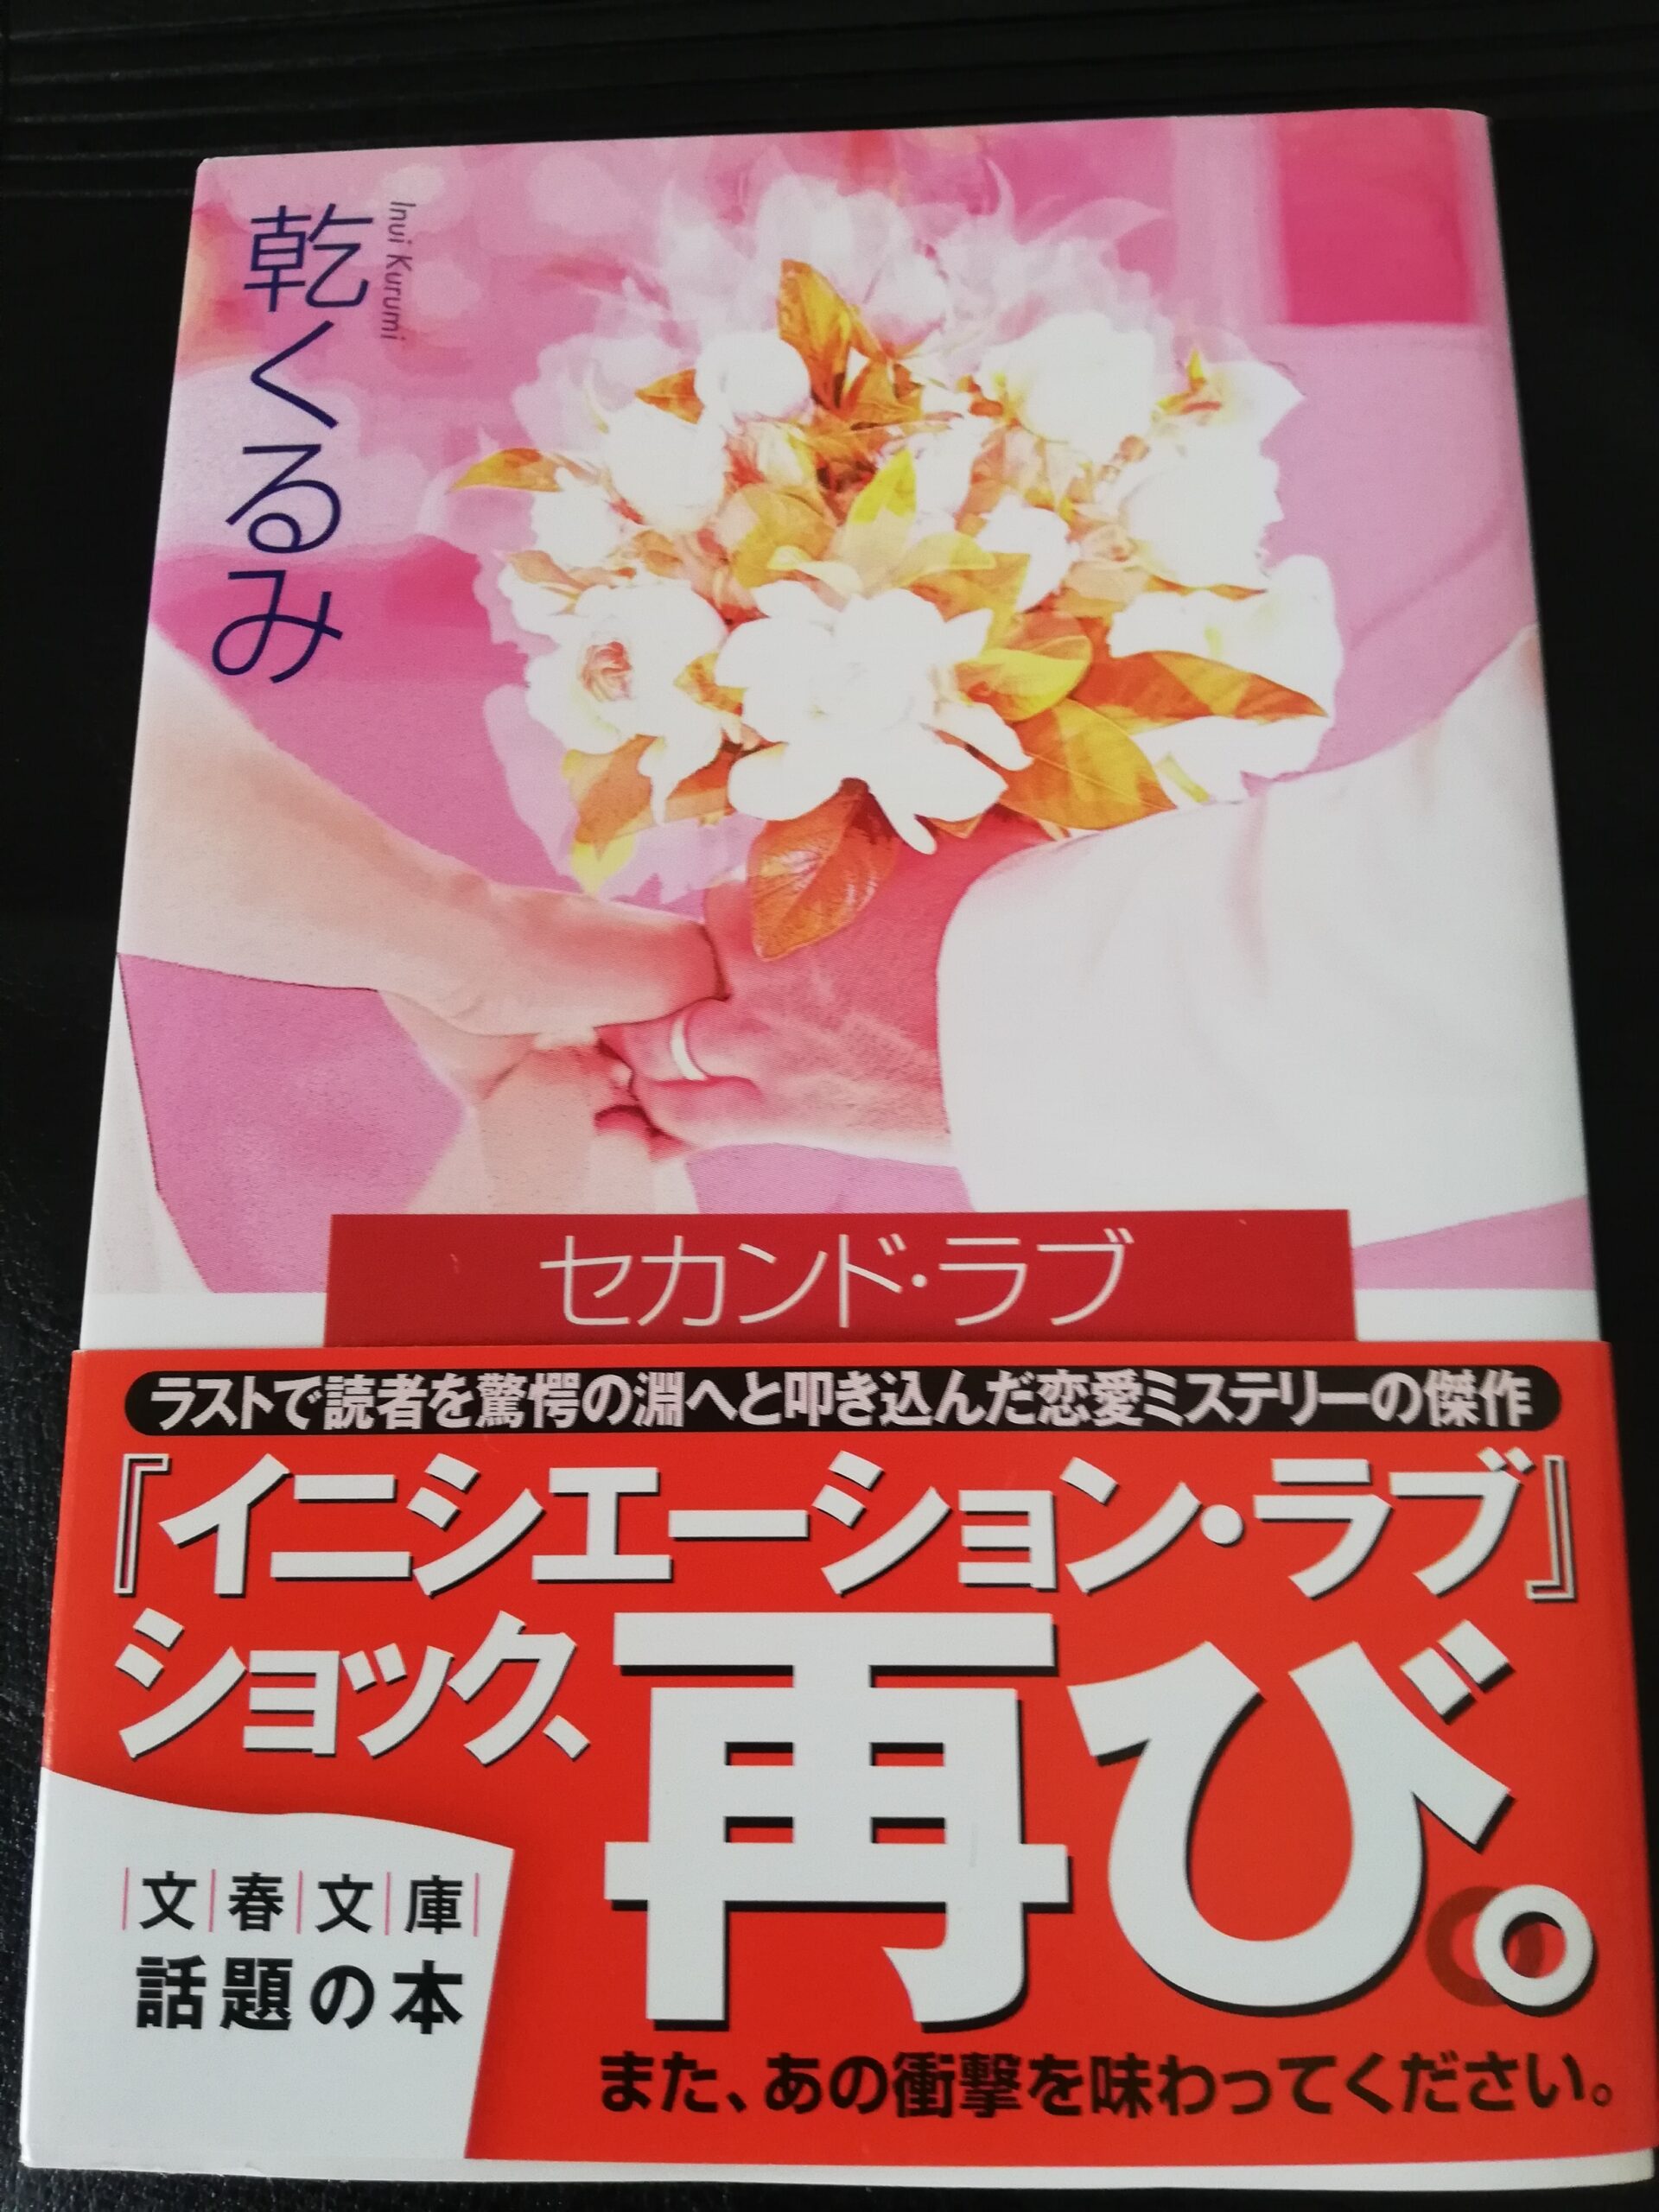 乾くるみ
Inui Kurumi
セカンド・ラブ
ラストで読者を驚愕の淵へと叩き込んだ恋愛ミステリーの傑作
『イニシエーション・ラブ』
ショック、再び。
文春文庫
話題の本
また、あの衝撃を味わってください。